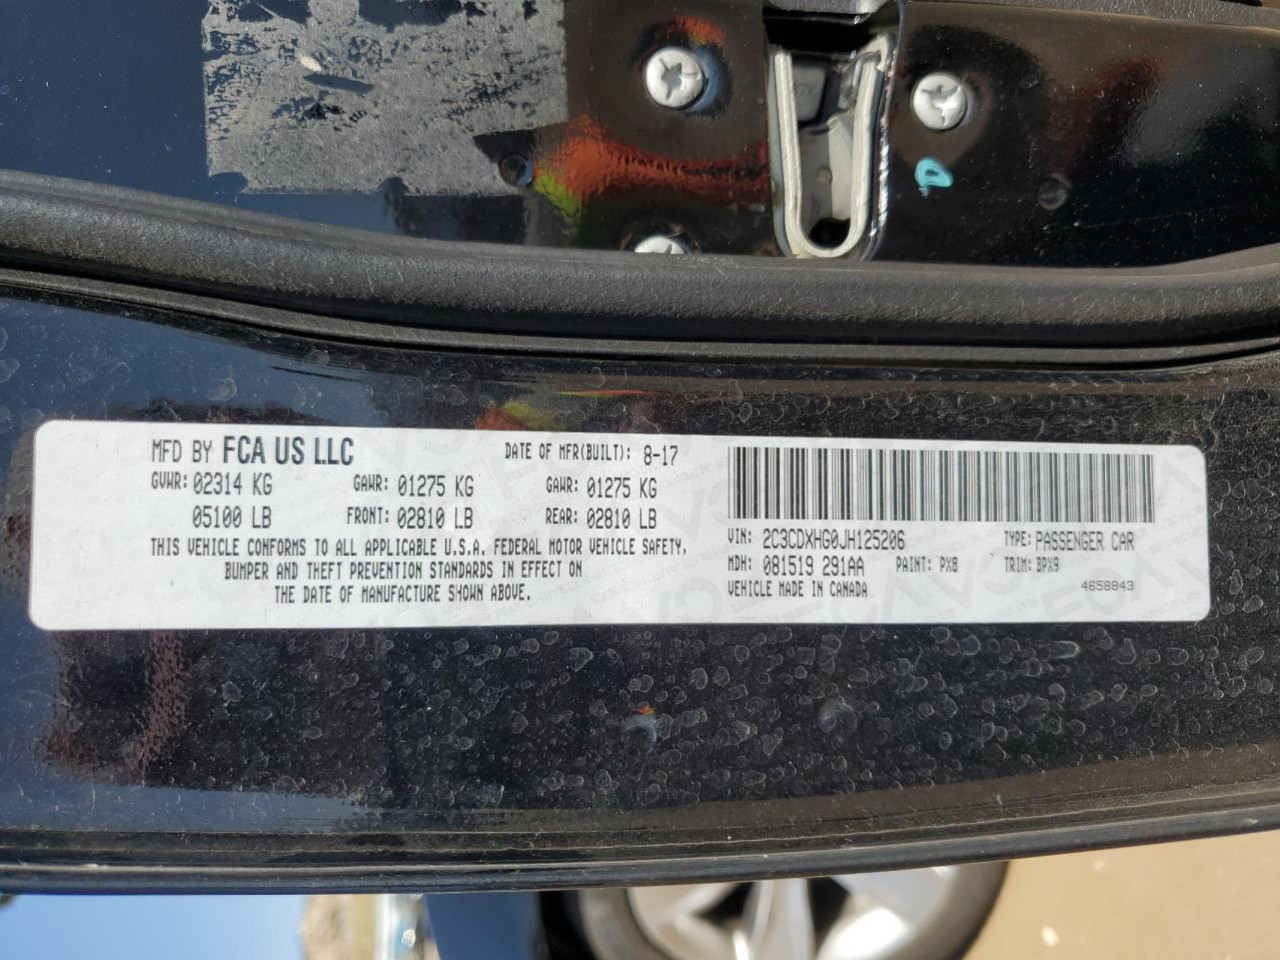 MFD BY FCA US LLC DATE OF MFR(BUILT): 8-17
GVWR: 02314 KG GAWR: 01275 KG GAWR: 01275 KG
05100 LB FRONT: 02810 LB REAR: 02810 LB
THIS VEHICLE CONFORMS TO ALL APPLICABLE U.S.A. FEDERAL MOTOR VEHICLE SAFETY,
BUMPER AND THEFT PREVENTION STANDARDS IN EFFECT ON
THE DATE OF MANUFACTURE SHOWN ABOVE.
VIN: 2C3CDXHG0JH125206 TYPE: PASSENGER CAR
MDH: 081519 291AA PAINT: PX8 TRIM: BPX9
VEHICLE MADE IN CANADA 4658843